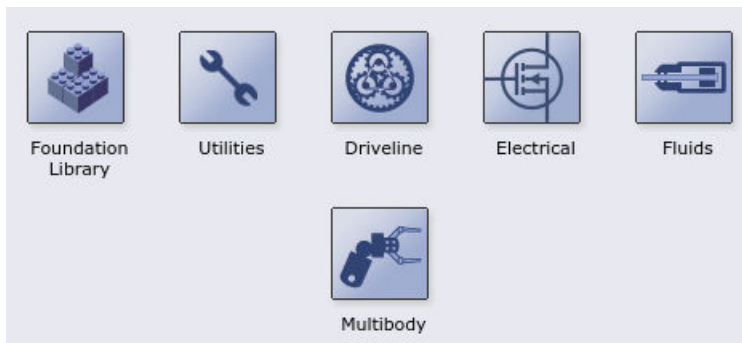 Foundation
Library
Utilities
Driveline
Electrical
Fluids
Multibody